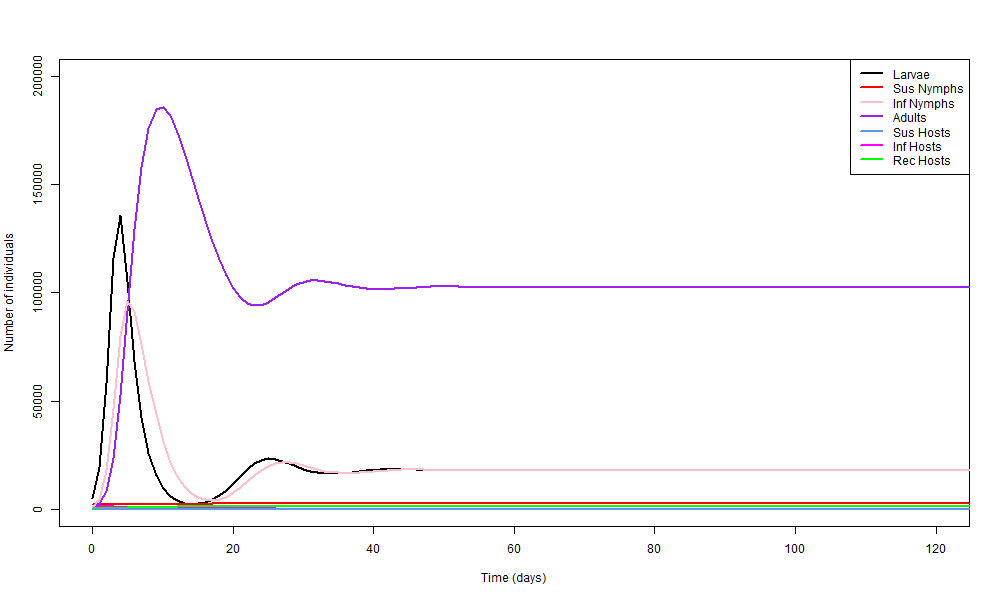 200000
150000
100000
50000
0
Number of individuals
Larvae
Sus Nymphs
Inf Nymphs
Adults
Sus Hosts
Inf Hosts
Rec Hosts
0 20 40 60 80 100 120
Time (days)